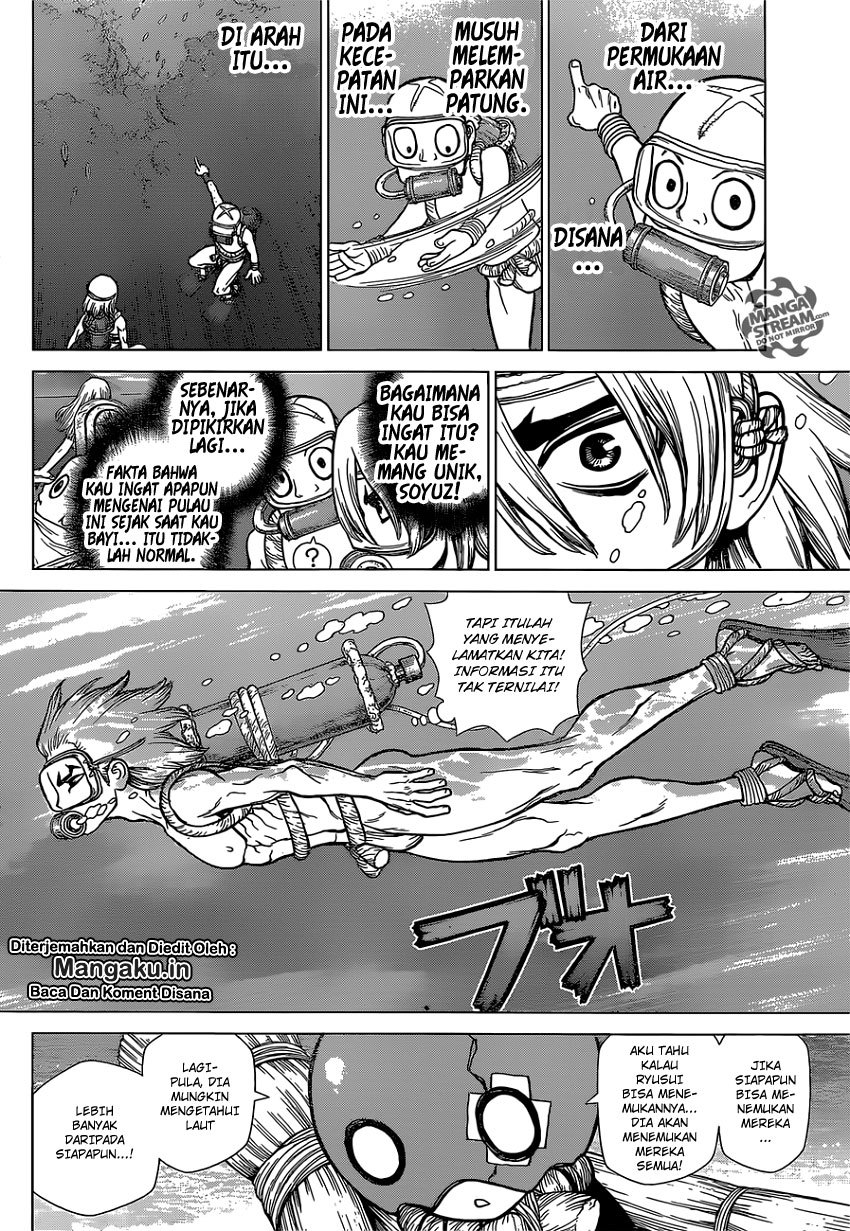 DARI
PERMUKAAN
AIR...
DISANA
...
MUSUH
MELEM-
PARKAN
PATUNG.
PADA
KECE-
PATAN
INI...
DI ARAH
ITU...
MANGA
STREAM.com
DO NOT MIRROR
BAGAIMANA
KAU BISA
INGAT ITU?
KAU ME-
MANG UNIK,
SOYUZ!
?
SEBENAR-
NYA, JIKA
DIPIKIRKAN
LAGI...
FAKTA BAHWA
KAU INGAT APAPUN
MENGENAI PULAU
INI SEJAK SAAT KAU
BAYI... ITU TIDAK-
LAH NORMAL.
TAPI ITULAH
YANG MENYE-
LAMATKAN KITA!
INFORMASI ITU
TAK TERNILAI!
ブオ
Diterjemahkan dan Diedit Oleh :
Mangaku.in
Baca Dan Koment Disana
JIKA
SIAPAPUN
BISA ME-
NEMUKAN
MEREKA
...
AKU TAHU
KALAU
RYUSUI
BISA MENE-
MUKANNYA...
DIA AKAN
MENEMUKAN
MEREKA
SEMUA!
LAGI-
PULA, DIA
MUNGKIN
MENGETAHUI
LAUT
LEBIH
BANYAK
DARIPADA
SIAPAPUN...!